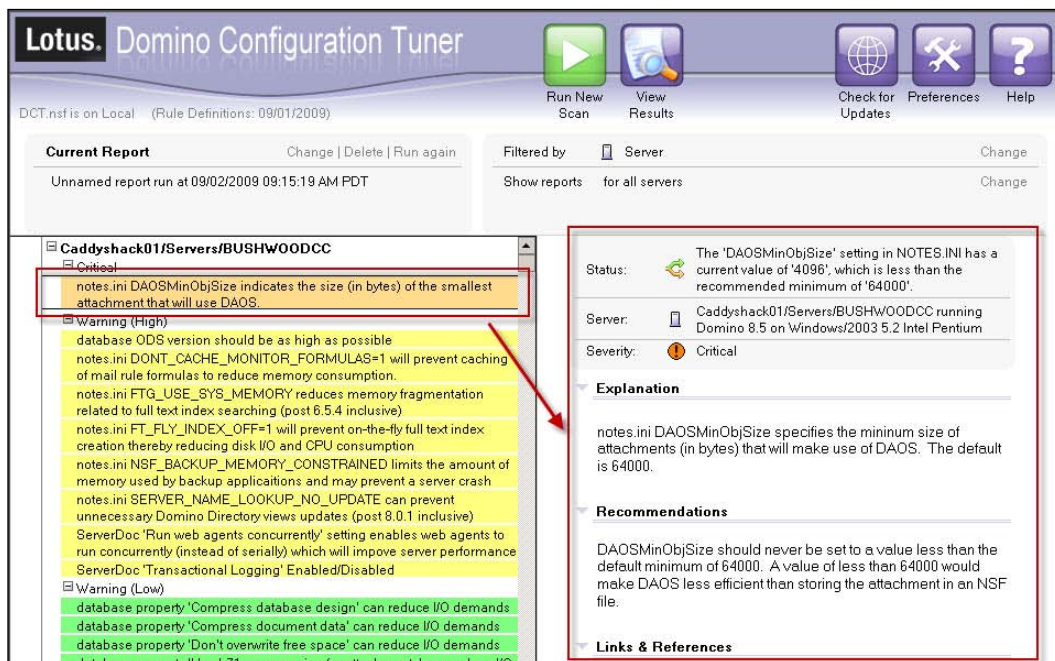 Lotus. Domino Configuration Tuner
Run New
Scan
View
Results
Check for
Updates
Preferences
Help
DCT.nsf is on Local (Rule Definitions: 09/01/2009)
Current Report Change | Delete | Run again
Unnamed report run at 09/02/2009 09:15:19 AM PDT
Filtered by Server Change
Show reports for all servers Change
Caddyshack01/Servers/BUSHWOODCC
Critical
notes.ini DAOSMinObjSize indicates the size (in bytes) of the smallest
attachment that will use DAOS.
Warning (High)
database ODS version should be as high as possible
notes.ini DONT_CACHE_MONITOR_FORMULAS=1 will prevent caching
of mail rule formulas to reduce memory consumption.
notes.ini FTG_USE_SYS_MEMORY reduces memory fragmentation
related to full text index searching (post 6.5.4 inclusive)
notes.ini FT_FLY_INDEX_OFF=1 will prevent on-the-fly full text index
creation thereby reducing disk I/O and CPU consumption
notes.ini NSF_BACKUP_MEMORY_CONSTRAINED limits the amount of
memory used by backup applicaitions and may prevent a server crash
notes.ini SERVER_NAME_LOOKUP_NO_UPDATE can prevent
unnecessary Domino Directory views updates (post 8.0.1 inclusive)
ServerDoc 'Run web agents concurrently' setting enables web agents to
run concurrently (instead of serially) which will impove server performance
ServerDoc 'Transactional Logging' Enabled/Disabled
Warning (Low)
database property 'Compress database design' can reduce I/O demands
database property 'Compress document data' can reduce I/O demands
database property 'Don't overwrite free space' can reduce I/O demands
Status: The 'DAOSMinObjSize' setting in NOTES.INI has a
current value of '4096', which is less than the
recommended minimum of '64000'.
Server: Caddyshack01/Servers/BUSHWOODCC running
Domino 8.5 on Windows/2003 5.2 Intel Pentium
Severity: Critical
Explanation
notes.ini DAOSMinObjSize specifies the mininum size of
attachments (in bytes) that will make use of DAOS. The default
is 64000.
Recommendations
DAOSMinObjSize should never be set to a value less than the
default minimum of 64000. A value of less than 64000 would
make DAOS less efficient than storing the attachment in an NSF
file.
Links & References